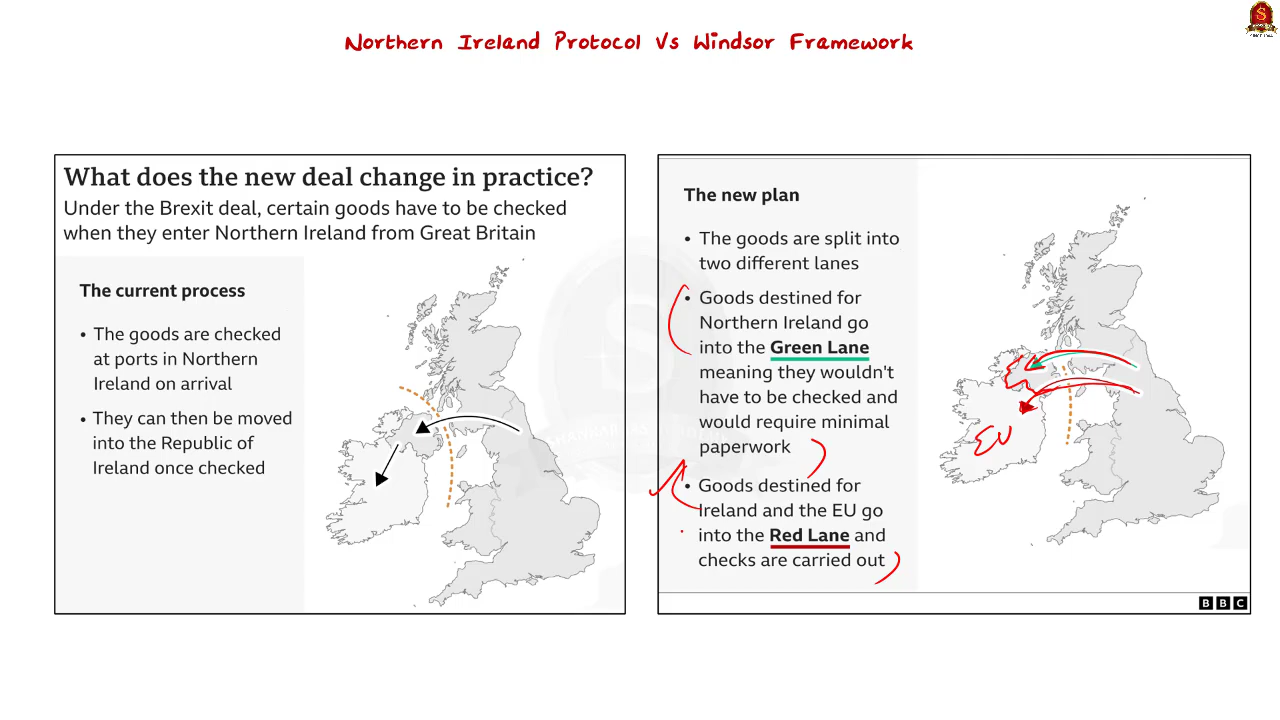 Northern Ireland Protocol Vs Windsor Framework
What does the new deal change in practice?
Under the Brexit deal, certain goods have to be checked
when they enter Northern Ireland from Great Britain
The current process
• The goods are checked
at ports in Northern
Ireland on arrival
• They can then be moved
into the Republic of
Ireland once checked
The new plan
• The goods are split into
two different lanes
• Goods destined for
Northern Ireland go
into the Green Lane
meaning they wouldn't
have to be checked and
would require minimal
paperwork
• Goods destined for
Ireland and the EU go
into the Red Lane and
checks are carried out
EU
BBC